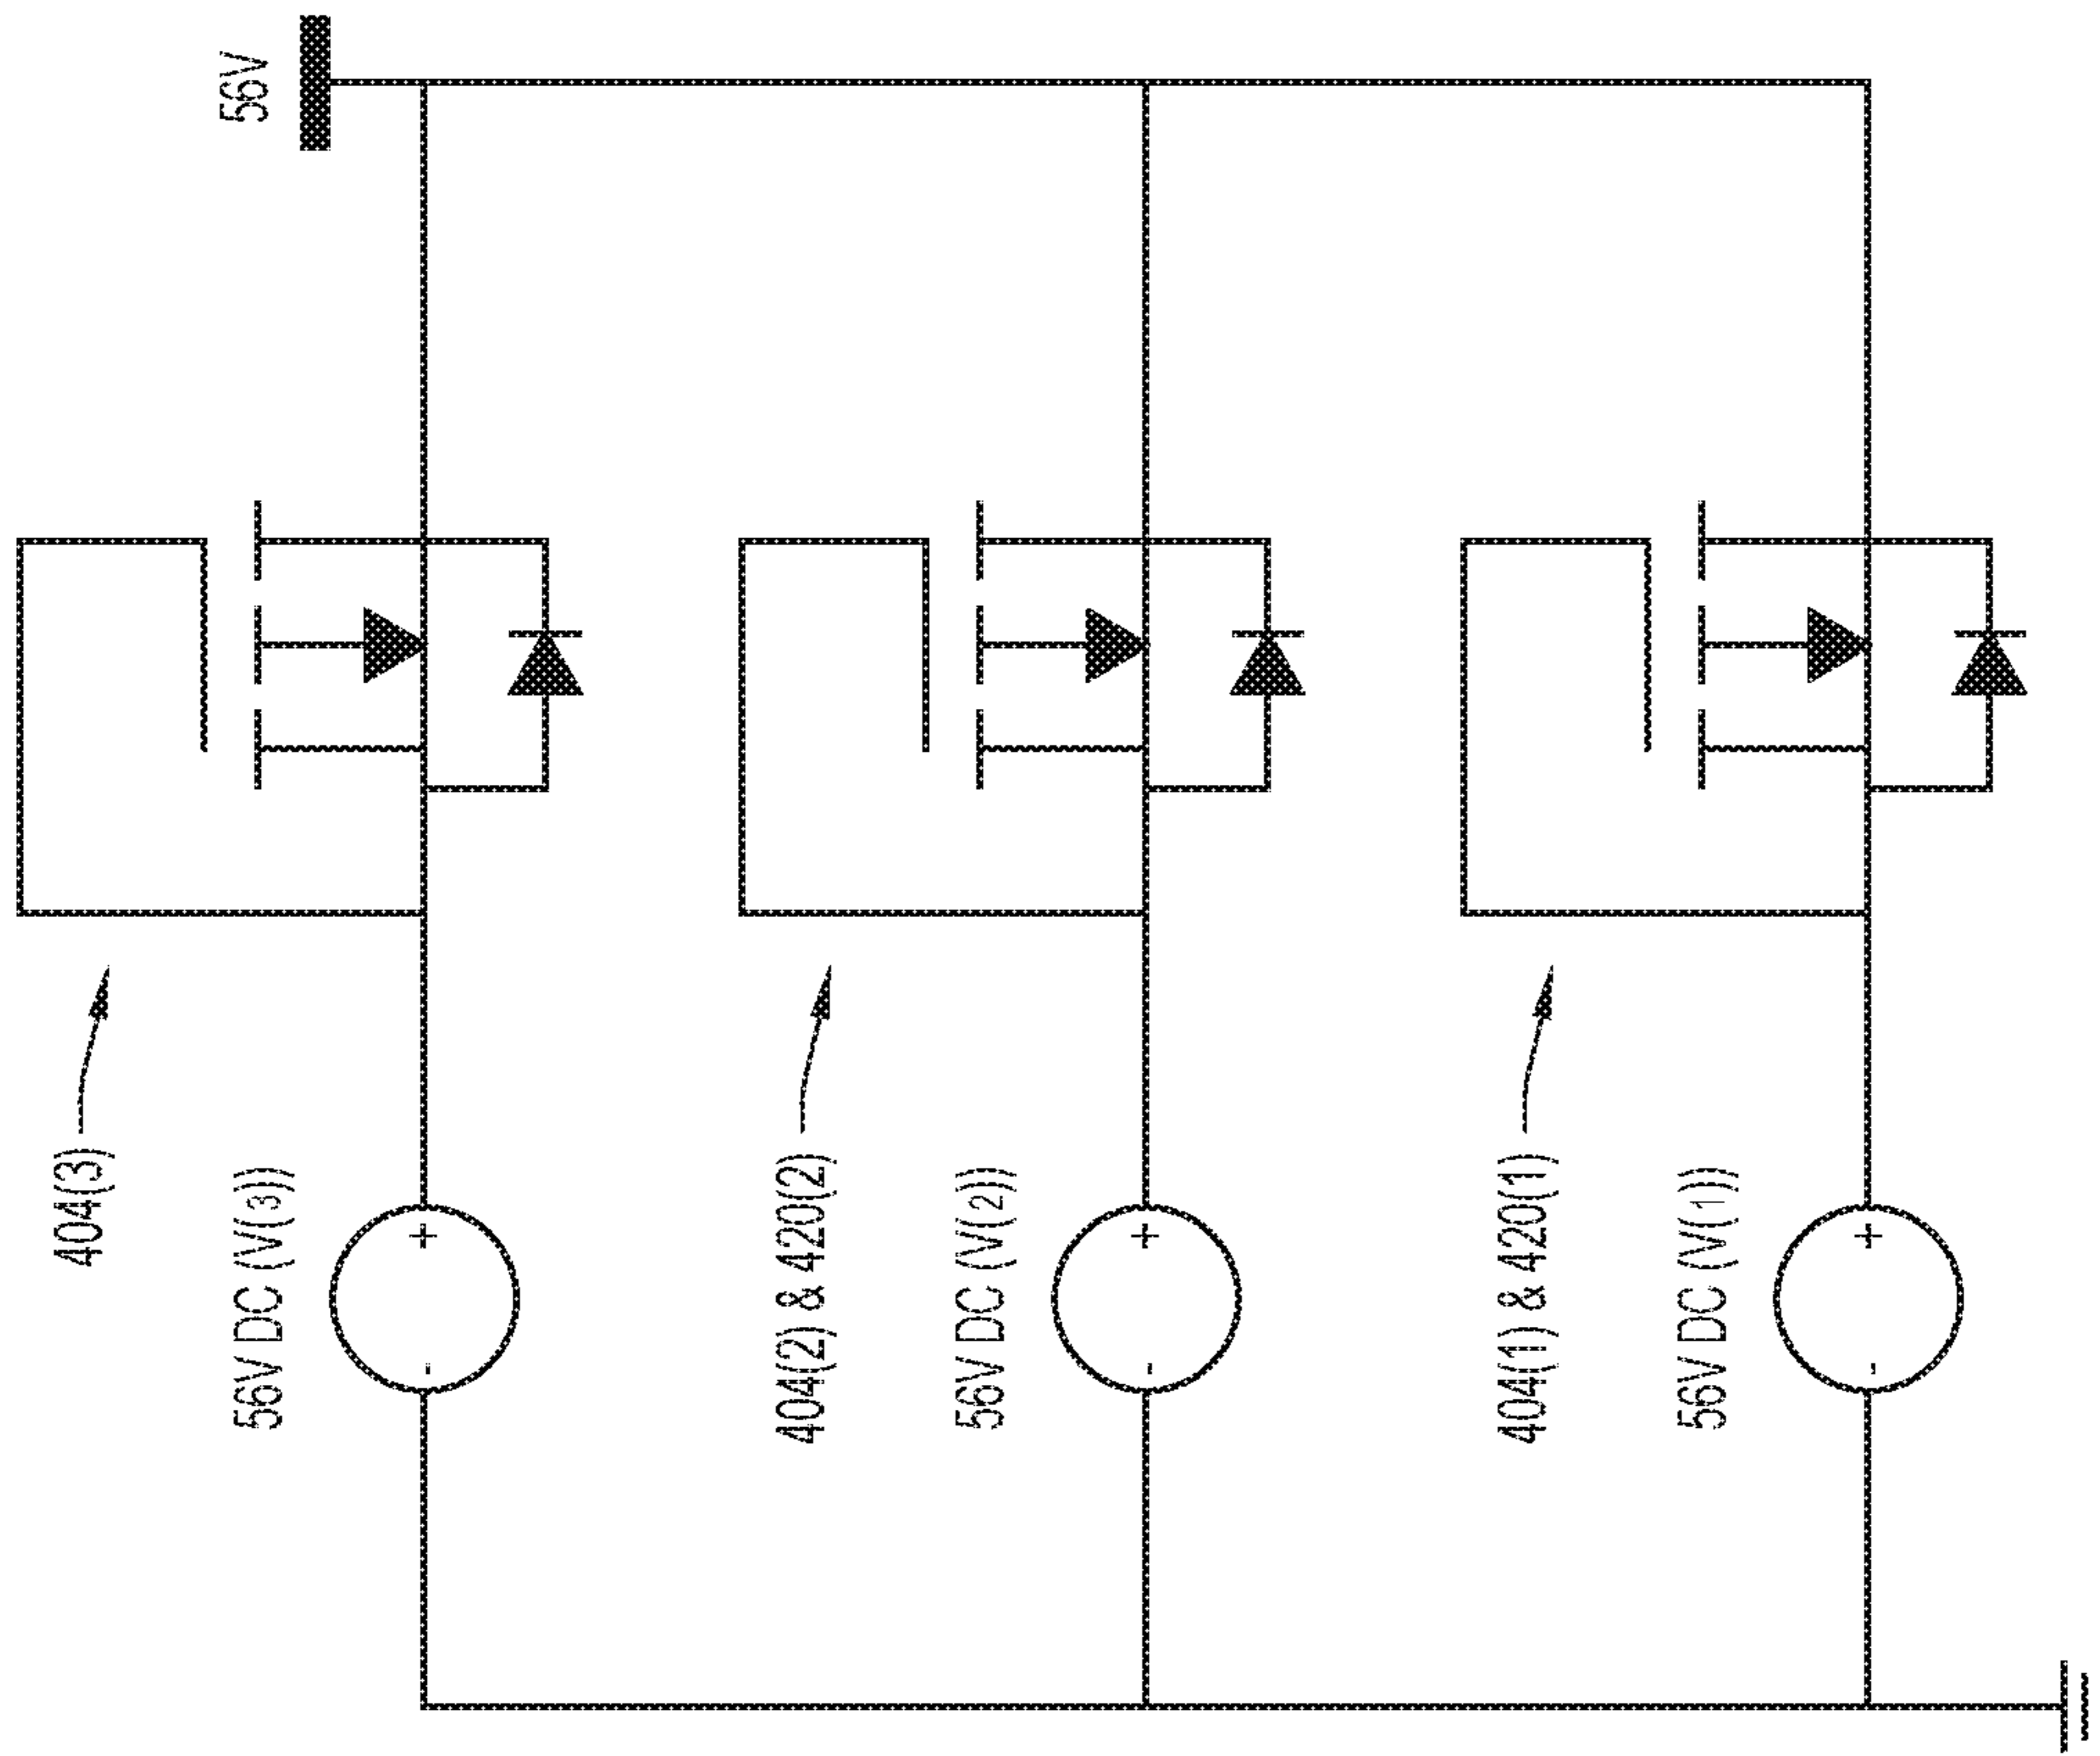 56V
404(3)
56V DC (V(3))
404(2) & 420(2)
56V DC (V(2))
404(1) & 420(1)
56V DC (V(1))
+
-
+
-
+
-